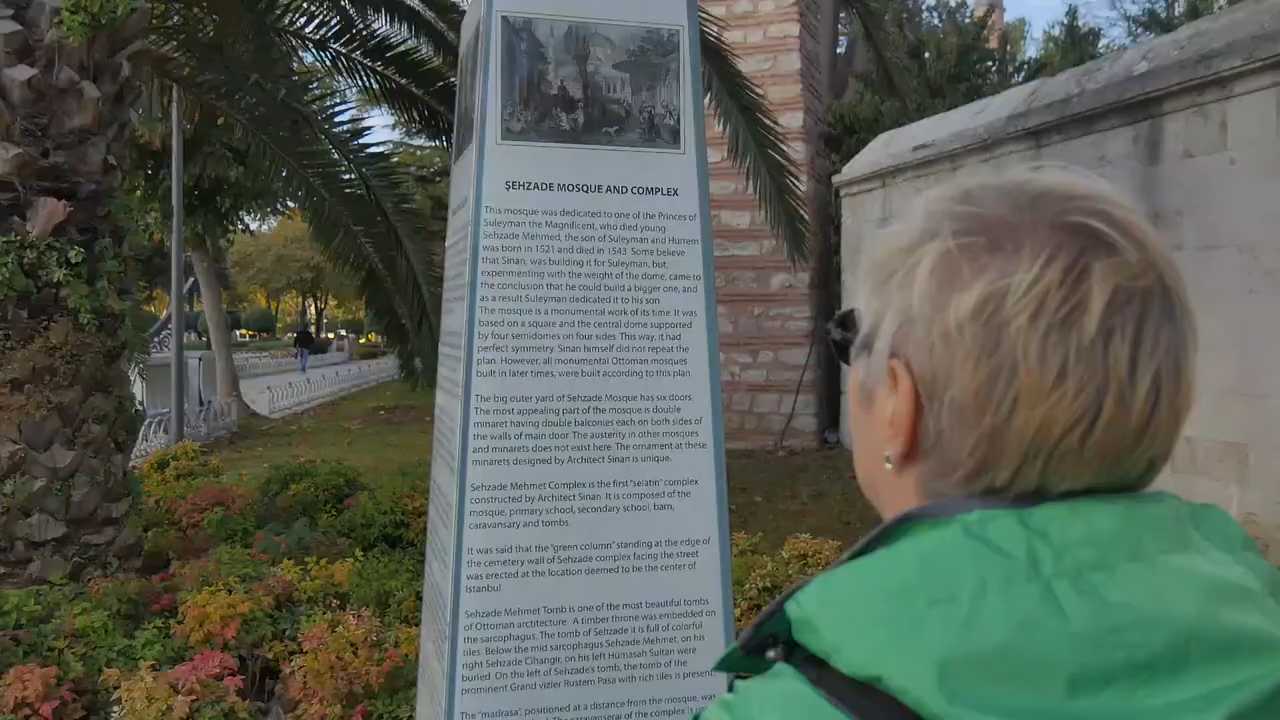 ŞEHZADE MOSQUE AND COMPLEX
This mosque was dedicated to one of the Princes of
Suleyman the Magnificent, who died young
Sehzade Mehmed, the son of Suleyman and Hurrem
was born in 1521 and died in 1543. Some believe
that Sinan, was building it for Suleyman, but,
experimenting with the weight of the dome, came to
the conclusion that he could build a bigger one, and
as a result Suleyman dedicated it to his son
The mosque is a monumental work of its time. It was
based on a square and the central dome supported
by four semidomes on four sides. This way, it had
perfect symmetry. Sinan himself did not repeat the
plan. However, all monumental Ottoman mosques
built in later times, were built according to this plan.
The big outer yard of Sehzade Mosque has six doors.
The most appealing part of the mosque is double
minaret having double balconies each on both sides of
the walls of main door. The austerity in other mosques
and minarets does not exist here. The ornament at these
minarets designed by Architect Sinan is unique.
Sehzade Mehmet Complex is the first "selatin" complex
constructed by Architect Sinan. It is composed of the
mosque, primary school, secondary school, barn,
caravansary and tombs.
It was said that the "green column" standing at the edge of
the cemetery wall of Sehzade complex facing the street
was erected at the location deemed to be the center of
Istanbul
Sehzade Mehmet Tomb is one of the most beautiful tombs
of Ottoman arctitecture. A timber throne was embedded on
the sarcophagus. The tomb of Sehzade it is full of colorful
tiles. Below the mid sarcophagus Sehzade Mehmet, on his
right Sehzade Cihangir, on his left Humasah Sultan were
buried. On the left of Sehzade's tomb, the tomb of the
prominent Grand vizier Rustem Pasa with rich tiles is present
The "madrasa", positioned at a distance from the mosque, was
The caravanserai of the complex is